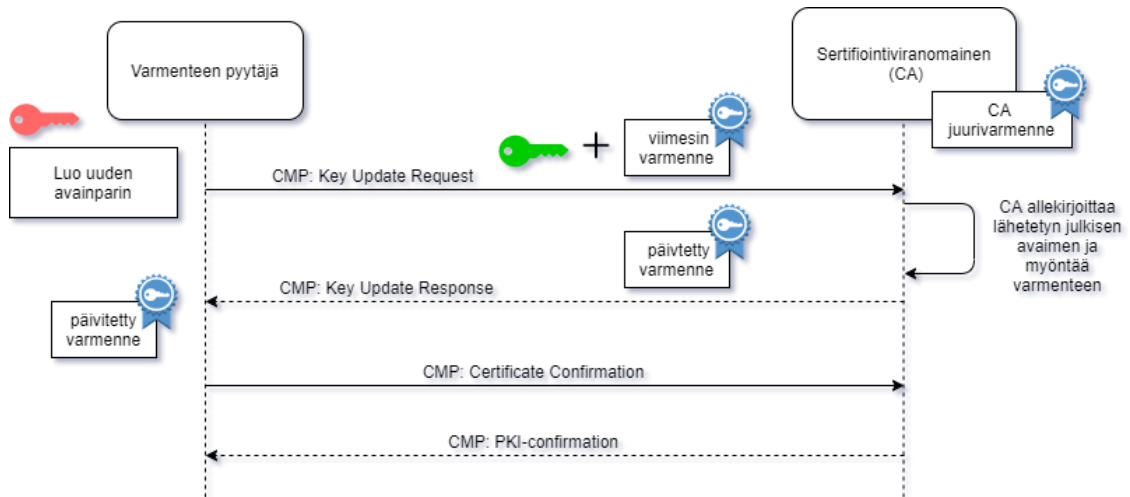 Varmenteen pyytäjä
Sertifiointiviranomainen
(CA)
CA
juurivarmenne
viimesin
varmenne
Luo uuden
avainparin
CMP: Key Update Request
CA allekirjoittaa
lähetetyn julkisen
avaimen ja
myöntää
varmenteen
päivtetty
varmenne
CMP: Key Update Response
päivitetty
varmenne
CMP: Certificate Confirmation
CMP: PKI-confirmation